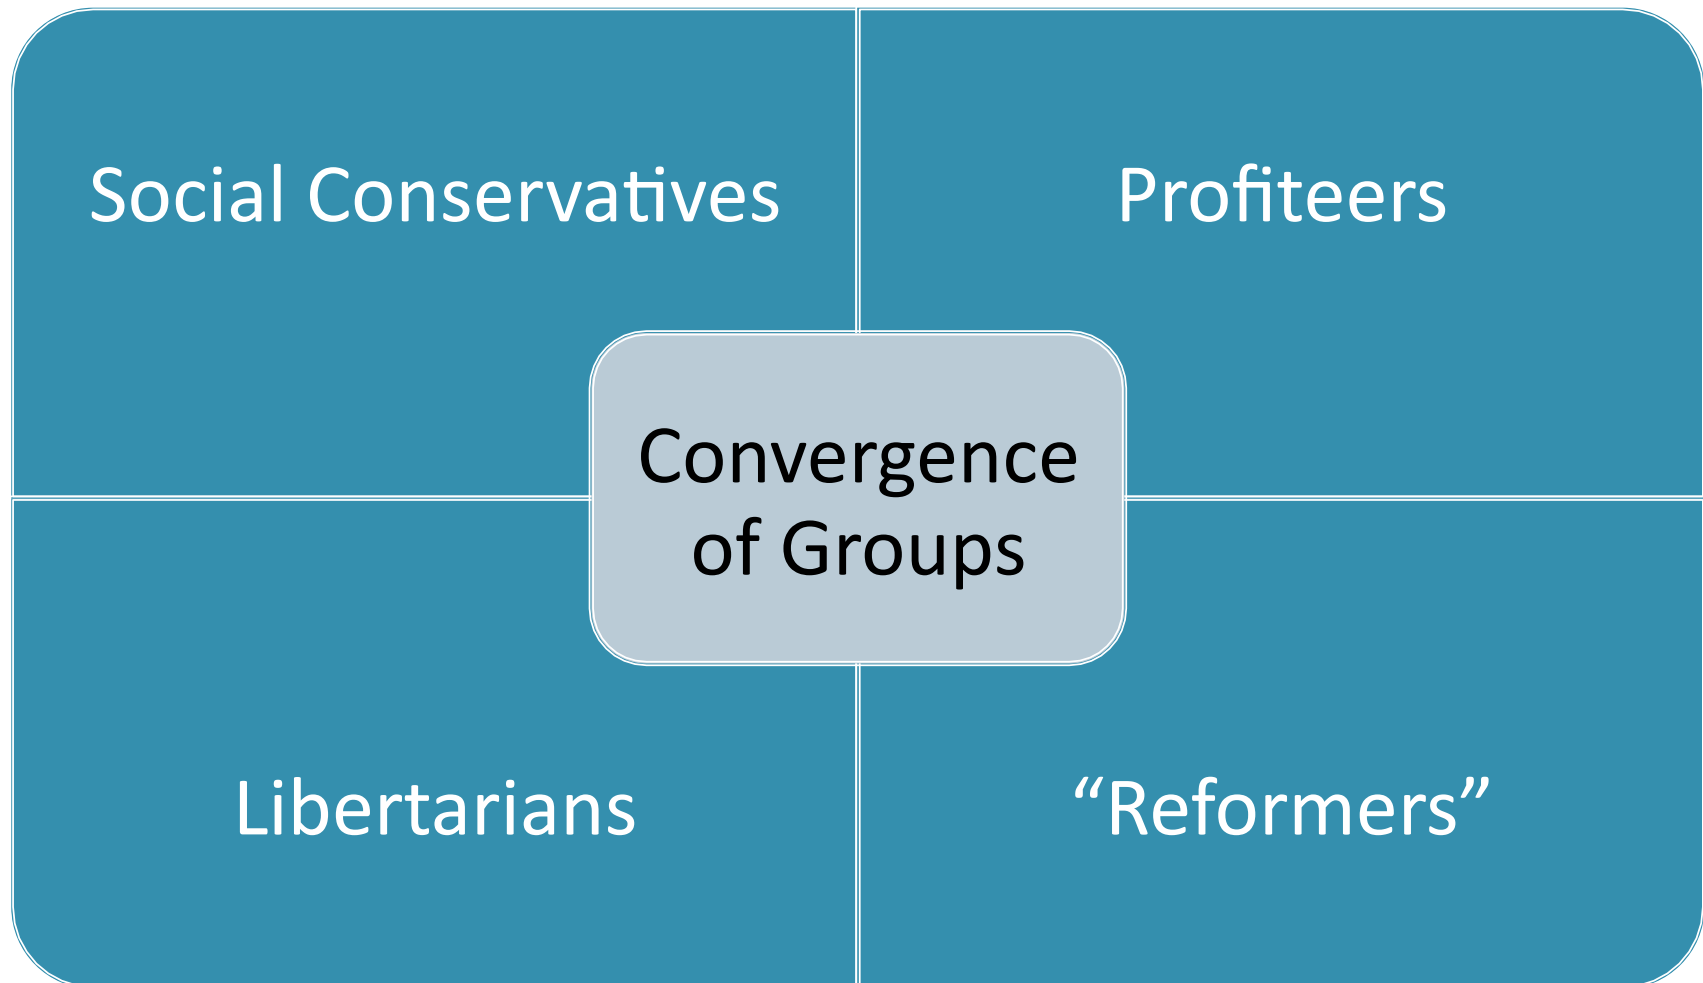 Social Conservatives
Profiteers
Convergence
of Groups
Libertarians
“Reformers”